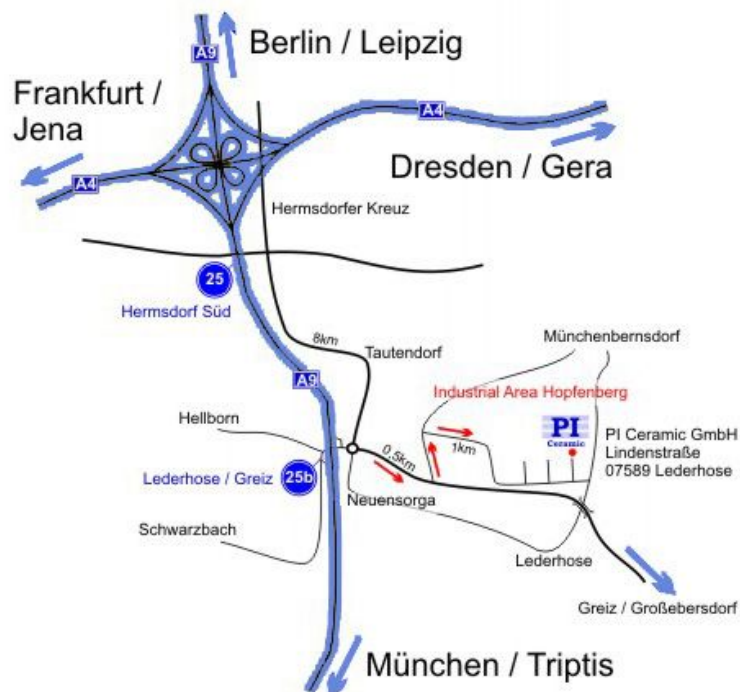 A9
Berlin / Leipzig
Frankfurt /
Jena
A4
Dresden / Gera
A4
Hermsdorfer Kreuz
25
Hermsdorf Süd
8km
Tautendorf
Münchenbernsdorf
A9
Industrial Area Hopfenberg
Hellborn
PI
Ceramic
1km
PI Ceramic GmbH
Lindenstraße
07589 Lederhose
0,5km
Lederhose / Greiz
25b
Neuensorga
Schwarzbach
Lederhose
Greiz / Großebersdorf
München / Triptis